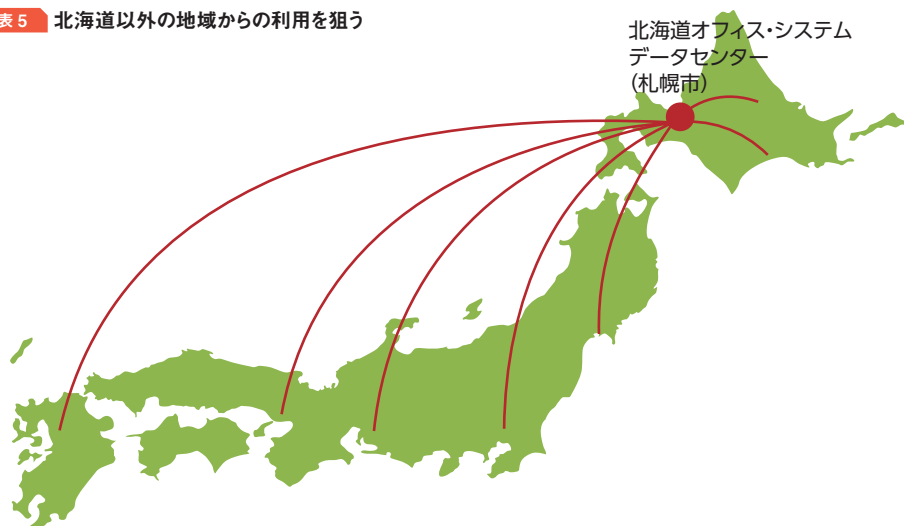 表5 北海道以外の地域からの利用を狙う
北海道オフィス・システム
データセンター
(札幌市)